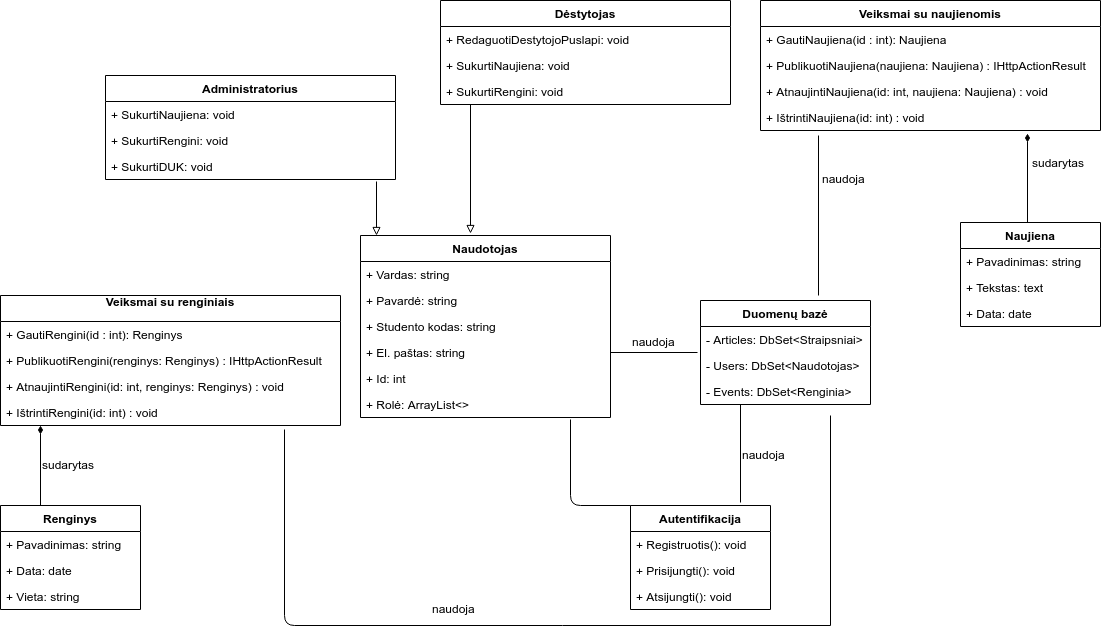 Dėstytojas
+ RedaguotiDestytojoPuslapi: void
+ SukurtiNaujiena: void
+ SukurtiRengini: void
Veiksmai su naujienomis
+ GautiNaujiena(id : int): Naujiena
+ PublikuotiNaujiena(naujiena: Naujiena) : IHttpActionResult
+ AtnaujintiNaujiena(id: int, naujiena: Naujiena) : void
+ IštrintiNaujiena(id: int) : void
Administratorius
+ SukurtiNaujiena: void
+ SukurtiRengini: void
+ SukurtiDUK: void
naudoja
sudarytas
Naujiena
+ Pavadinimas: string
+ Tekstas: text
+ Data: date
Naudotojas
+ Vardas: string
+ Pavardė: string
+ Studento kodas: string
+ El. paštas: string
+ Id: int
+ Rolė: ArrayList<>
Veiksmai su renginiais
+ GautiRengini(id : int): Renginys
+ PublikuotiRengini(renginys: Renginys) : IHttpActionResult
+ AtnaujintiRengini(id: int, renginys: Renginys) : void
+ IštrintiRengini(id: int) : void
naudoja
Duomenų bazė
- Articles: DbSet<Straipsniai>
- Users: DbSet<Naudotojas>
- Events: DbSet<Renginia>
sudarytas
naudoja
Renginys
+ Pavadinimas: string
+ Data: date
+ Vieta: string
Autentifikacija
+ Registruotis(): void
+ Prisijungti(): void
+ Atsijungti(): void
naudoja